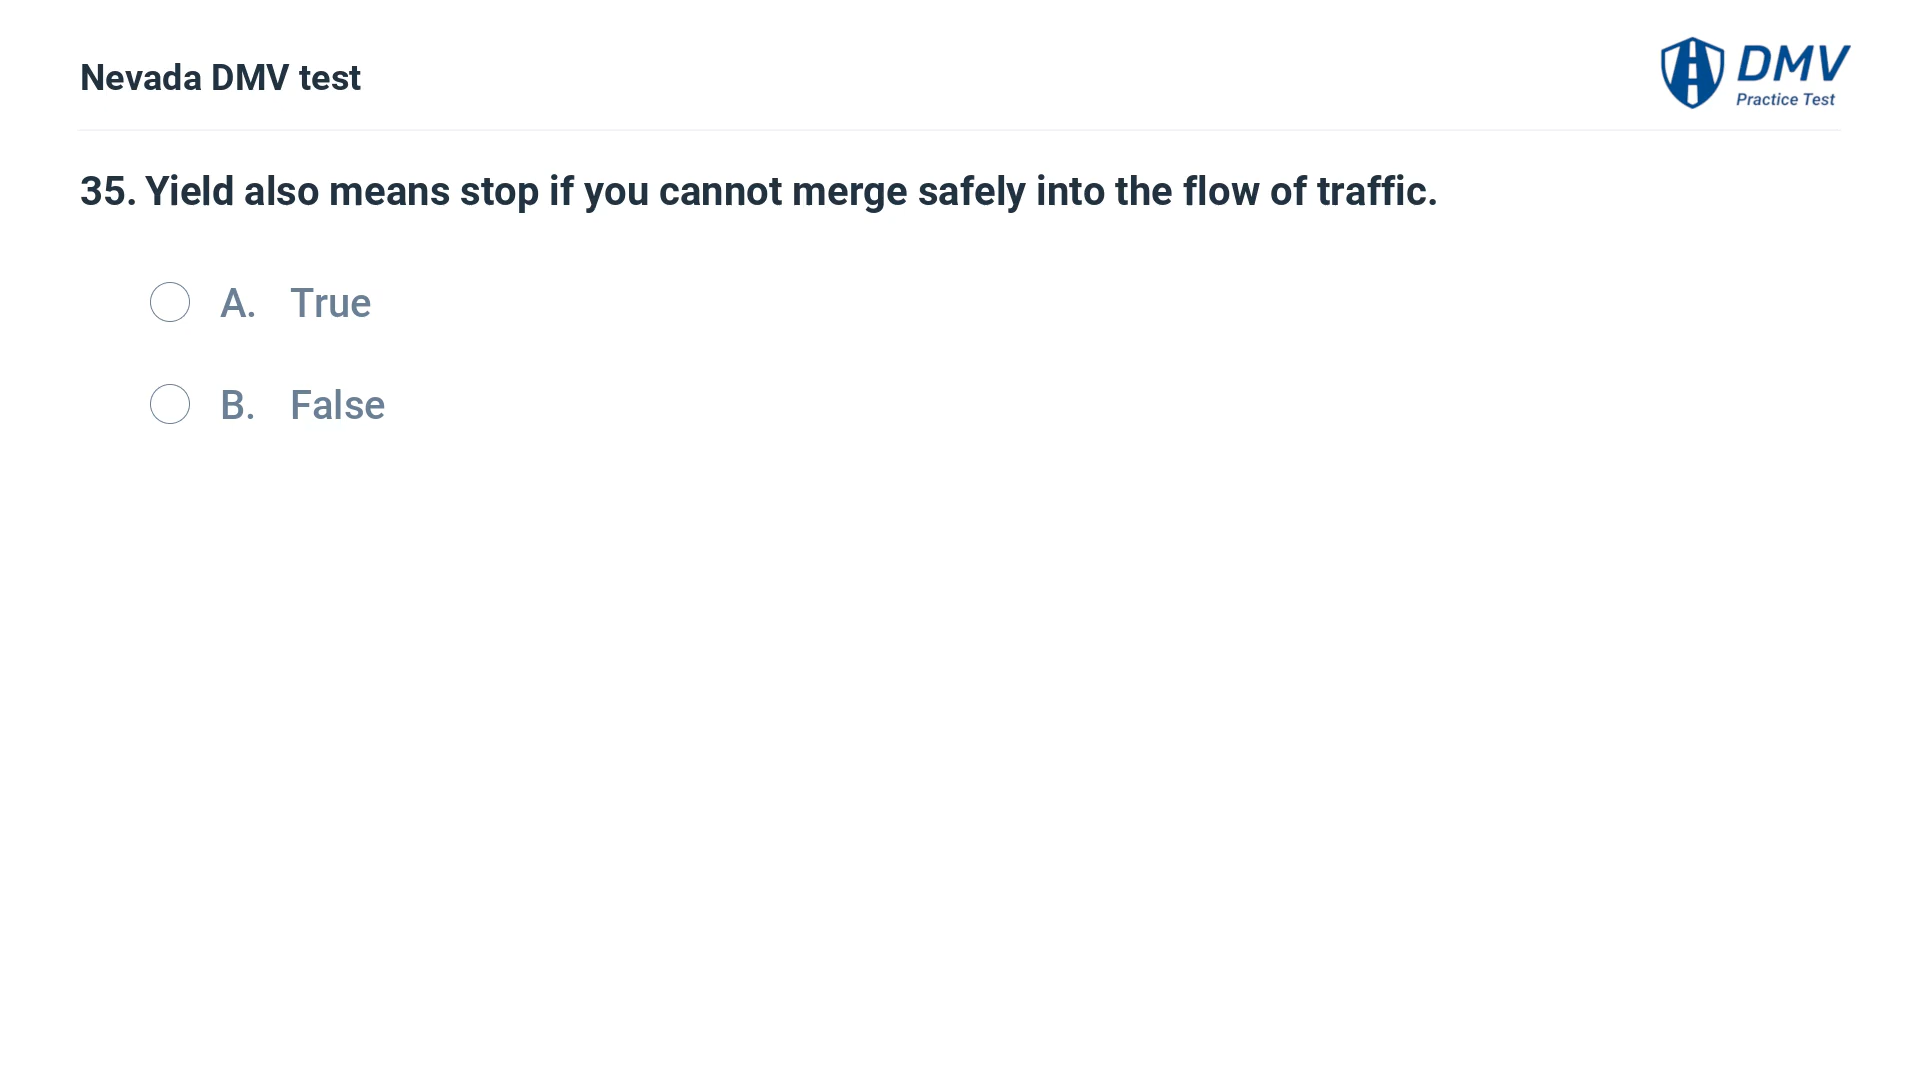 Nevada DMV test
DMV
Practice Test
35. Yield also means stop if you cannot merge safely into the flow of traffic.
A. True
B. False